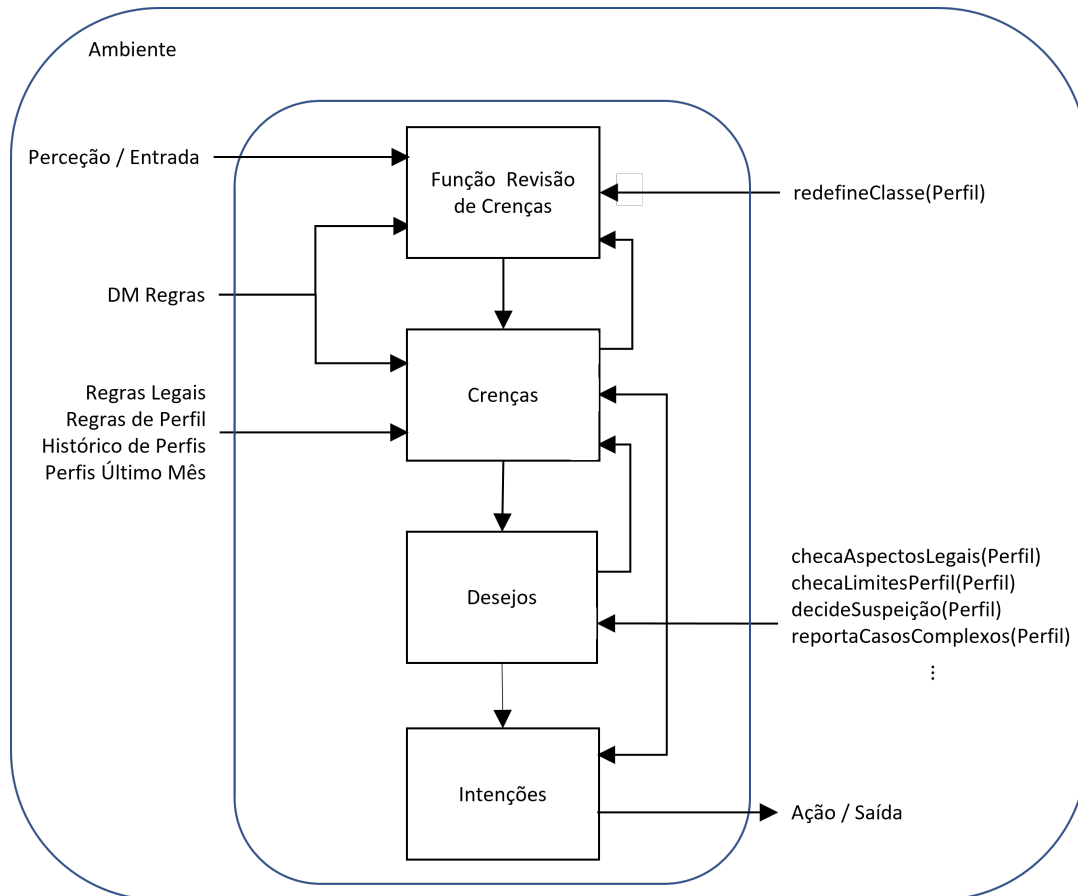 Ambiente
Perceção / Entrada
Função Revisão
de Crenças
redefineClasse(Perfil)
DM Regras
Regras Legais
Regras de Perfil
Histórico de Perfis
Perfis Último Mês
Crenças
Desejos
checaAspectosLegais(Perfil)
checaLimitesPerfil(Perfil)
decideSuspeição(Perfil)
reportaCasosComplexos(Perfil)
⋮
Intenções
Ação / Saída